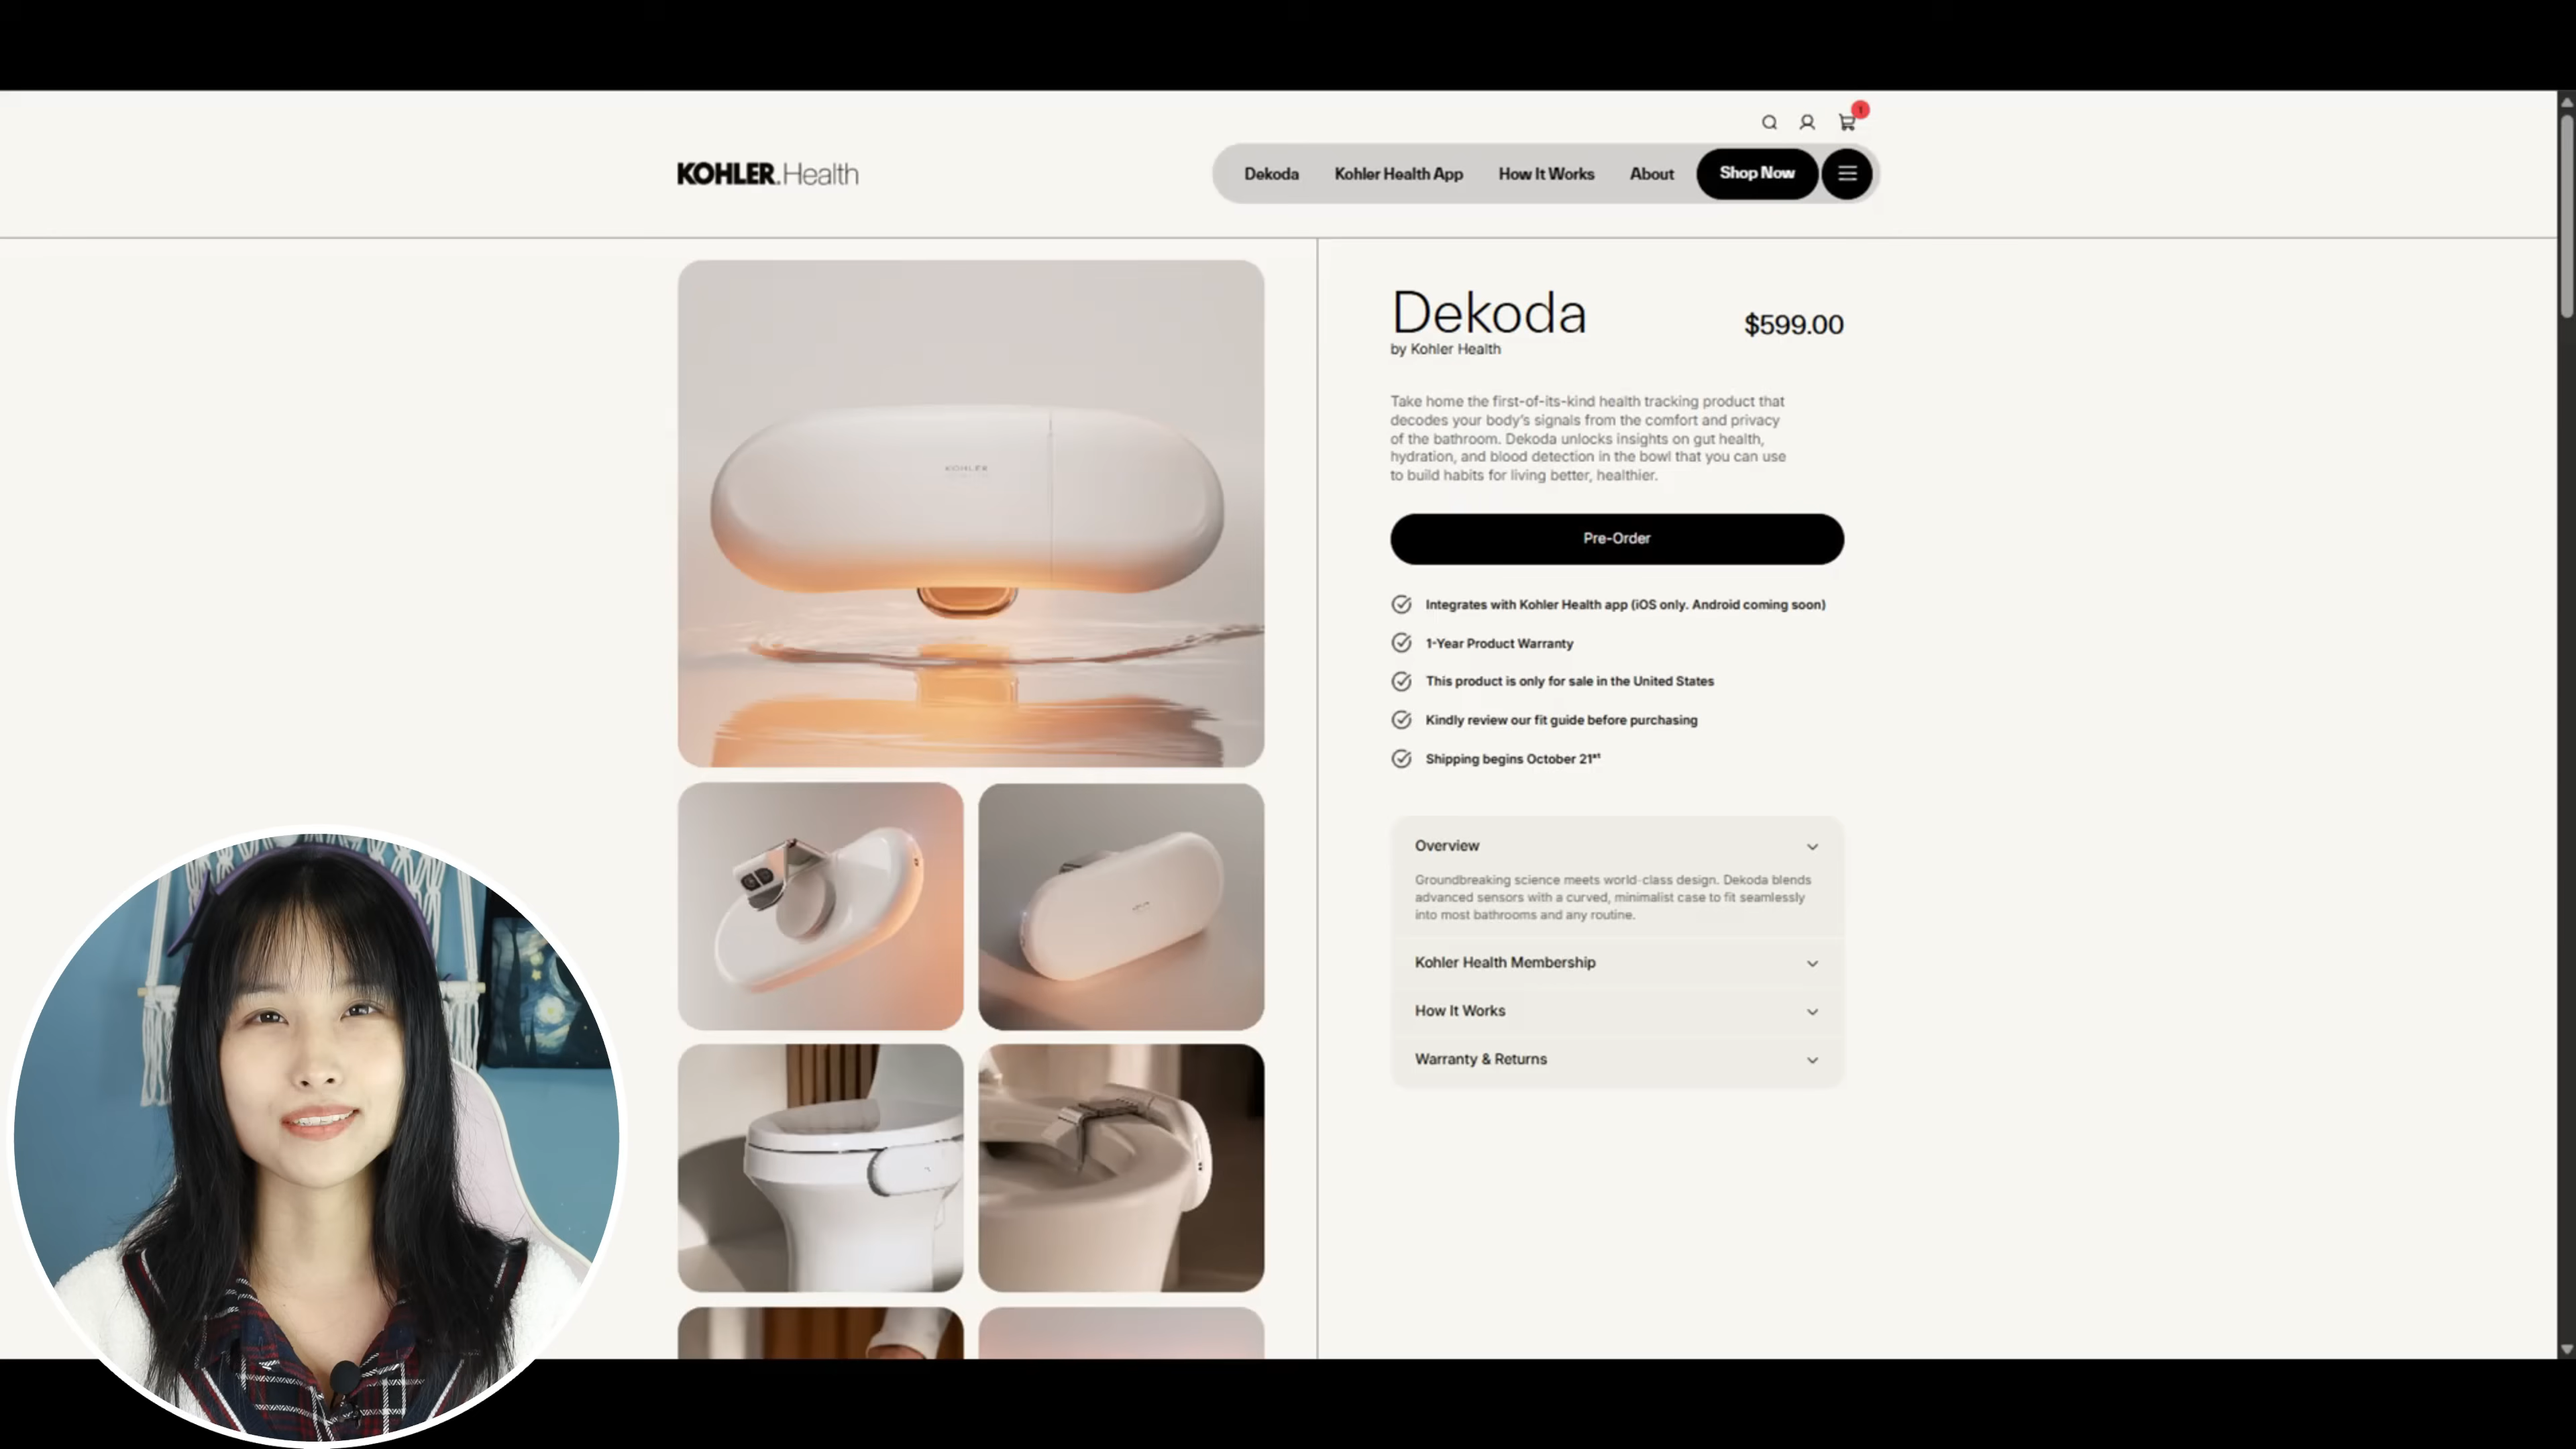 1
KOHLER.Health
Dekoda
Kohler Health App
How It Works
About
Shop Now
KOHLER
Dekoda
$599.00
by Kohler Health
Take home the first-of-its-kind health tracking product that
decodes your body's signals from the comfort and privacy
of the bathroom. Dekoda unlocks insights on gut health,
hydration, and blood detection in the bowl that you can use
to build habits for living better, healthier.
Pre-Order
Integrates with Kohler Health app (iOS only. Android coming soon)
1-Year Product Warranty
This product is only for sale in the United States
Kindly review our fit guide before purchasing
Shipping begins October 21st
Overview
Groundbreaking science meets world-class design. Dekoda blends
advanced sensors with a curved, minimalist case to fit seamlessly
into most bathrooms and any routine.
Kohler Health Membership
How It Works
Warranty & Returns